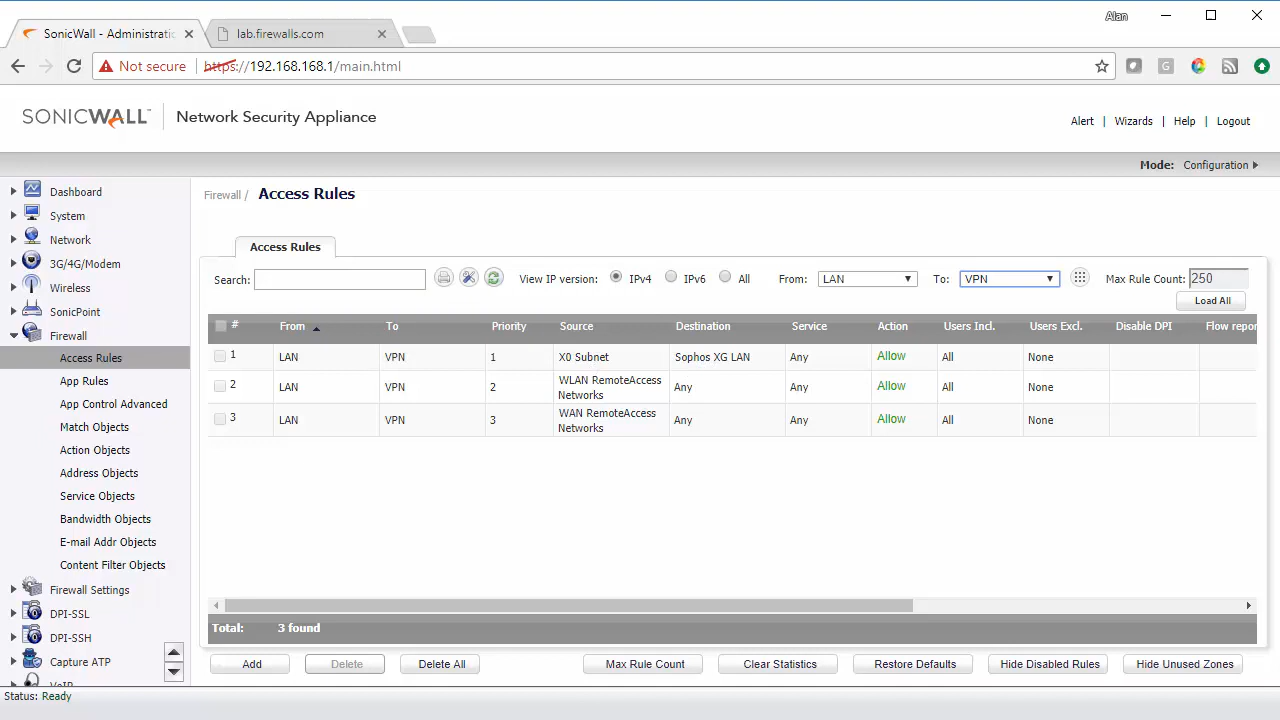 Alan
SonicWall - Administratic
lab.firewalls.com
Not secure
https://192.168.168.1/main.html
SONICWALL™ Network Security Appliance
Alert | Wizards | Help | Logout
Mode: Configuration
Dashboard
System
Network
3G/4G/Modem
Wireless
SonicPoint
Firewall
Access Rules
App Rules
App Control Advanced
Match Objects
Action Objects
Address Objects
Service Objects
Bandwidth Objects
E-mail Addr Objects
Content Filter Objects
Firewall Settings
DPI-SSL
DPI-SSH
Capture ATP
VoIP
Firewall / Access Rules
Access Rules
Search: View IP version: IPv4 IPv6 All From: LAN To: VPN Max Rule Count: 250
Load All
# From To Priority Source Destination Service Action Users Incl. Users Excl. Disable DPI Flow repor
1 LAN VPN 1 X0 Subnet Sophos XG LAN Any Allow All None
2 LAN VPN 2 WLAN RemoteAccess Networks Any Any Allow All None
3 LAN VPN 3 WAN RemoteAccess Networks Any Any Allow All None
Total: 3 found
Add Delete Delete All Max Rule Count Clear Statistics Restore Defaults Hide Disabled Rules Hide Unused Zones
Status: Ready